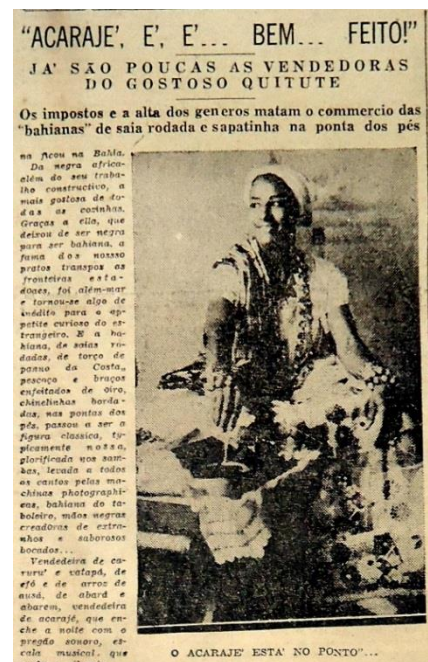 "ACARAJE', E', E'... BEM... FEITO!"
JA' SÃO POUCAS AS VENDEDORAS
DO GOSTOSO QUITUTE
Os impostos e a alta dos generos matam o commercio das
"bahianas" de saia rodada e sapatinha na ponta dos pés
na ficou na Bahia.
Da negra africa-
além do seu traba-
lho constructivo, a
mais gostosa de to-
das as cozinhas.
Graças a ella, que
deixou de ser negra
para ser bahiana, a
fama dos nossso
pratos transpoz as
fronteiras esta-
doaes, foi além-mar
e tornou-se algo de
inédito para o ap-
petite curioso do es-
trangeiro. E a ba-
hiana, de saias ro-
dadas, de torço de
panno da Costa,,
pescoço e braços
enfeitados de oiro,
chinelinhas borda-
das, nas pontas dos
pés, passou a ser a
figura classica, ty-
picamente nossa,
glorificada nos sam-
bas, levada a todos
os cantos pelas ma-
chinas photographi-
cas, bahiana do ta-
boleiro, mãos negras
creadoras de extra-
nhos e saborosos
bocados...
Vendedeira de ca-
rurú e vatapá, de
efó e de arroz de
ausá, de abará e
abarem, vendedeira
de acarajé, que en-
che a noite com o
pregão sonoro, es-
cala musical, que
O ACARAJE' ESTA' NO PONTO"...